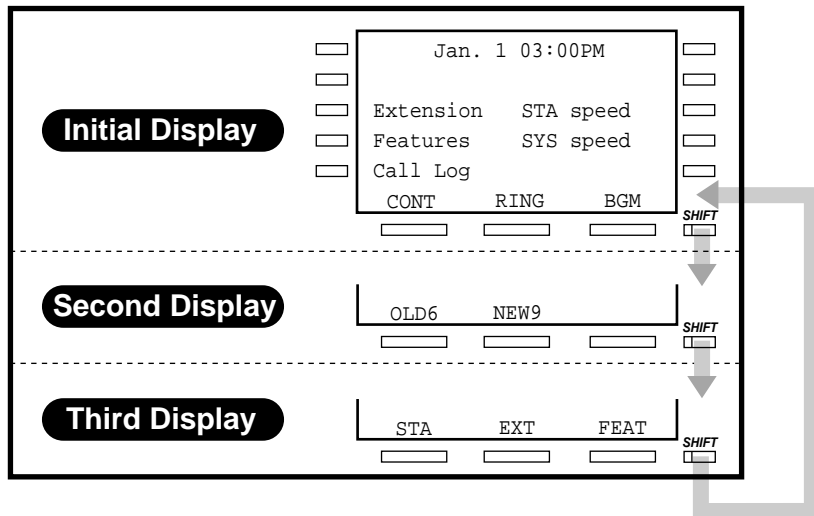 Jan. 1 03:00PM
Initial Display
Extension STA speed
Features SYS speed
Call Log
CONT RING BGM
SHIFT
Second Display
OLD6 NEW9
SHIFT
Third Display
STA EXT FEAT
SHIFT